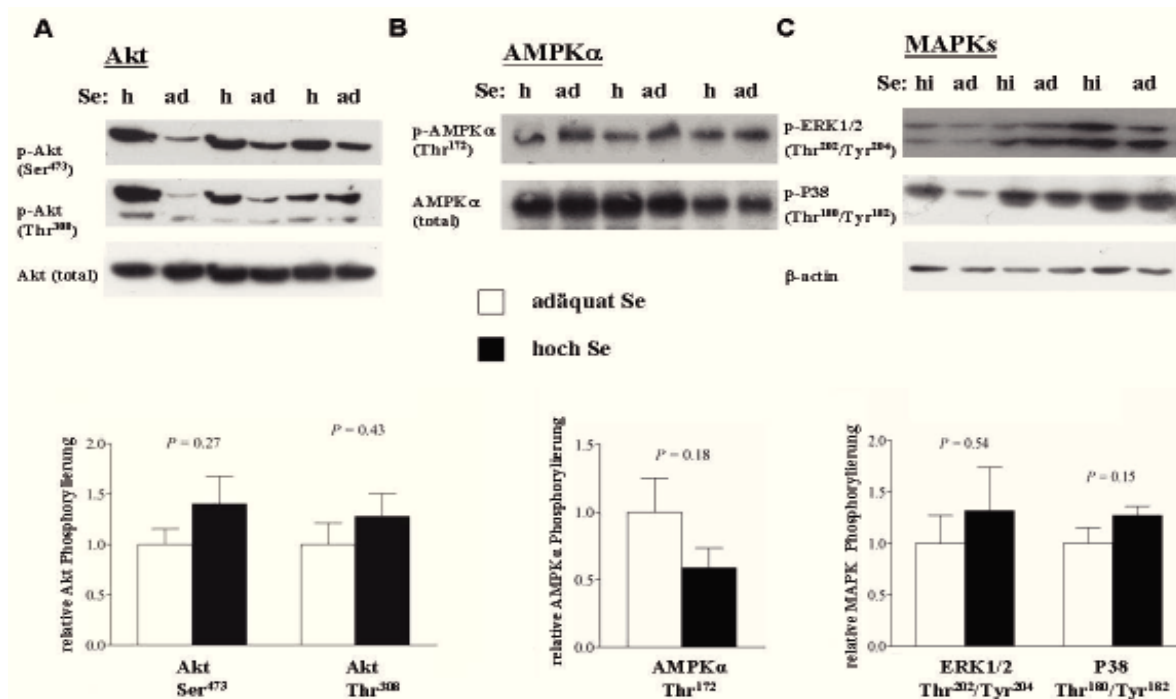 A
Akt
Se: h ad h ad h ad
p-Akt
(Ser473)
p-Akt
(Thr308)
Akt (total)
B
AMPKα
Se: h ad h ad h ad
p-AMPKα
(Thr172)
AMPKα
(total)
C
MAPKs
Se: hi ad hi ad hi ad
p-ERK1/2
(Thr202/Tyr204)
p-P38
(Thr180/Tyr182)
β-actin
adäquat Se
hoch Se
relative Akt Phosphorylierung
2.0
1.5
1.0
0.5
0.0
P = 0.27
P = 0.43
Akt
Ser473
Akt
Thr308
relative AMPKα Phosphorylierung
1.5
1.0
0.5
0.0
P = 0.18
AMPKα
Thr172
relative MAPK Phosphorylierung
2.0
1.5
1.0
0.5
0.0
P = 0.54
P = 0.15
ERK1/2
Thr202/Tyr204
P38
Thr180/Tyr182